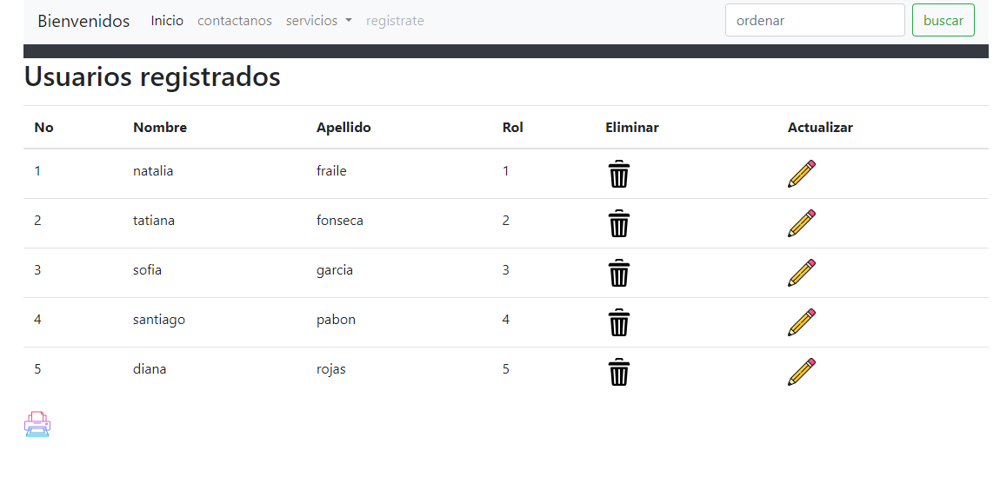 Bienvenidos Inicio contactanos servicios registrate ordenar buscar
Usuarios registrados
No Nombre Apellido Rol Eliminar Actualizar
1 natalia fraile 1
2 tatiana fonseca 2
3 sofia garcia 3
4 santiago pabon 4
5 diana rojas 5